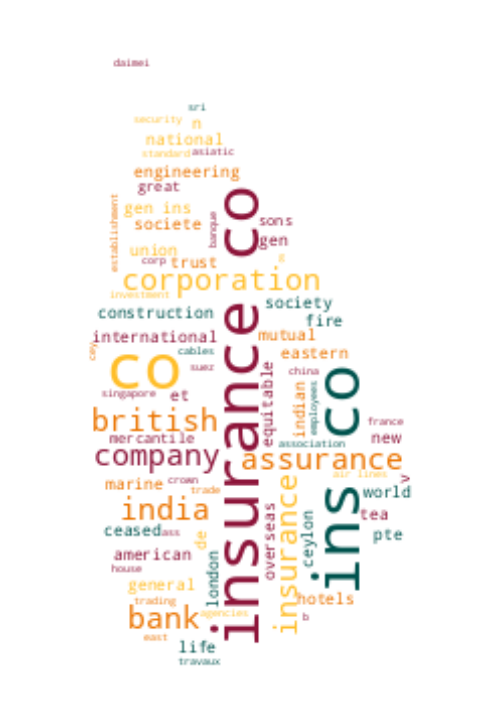 daimei
sri
security
n
national
standard
asiatic
engineering
great
establishment
gen ins
societe
banque
insurance co
sons
gen
union
corp
trust
g
corporation
investment
construction
society
fire
international
mutual
cey
co
cables
suez
eastern
china
equitable
indian
employees
ins co
singapore
et
british
mercantile
association
france
new
company
assurance
marine
crown
trade
air lines
v
world
india
overseas
insurance
ceylon
tea
ceased
ass
de
pte
american
house
london
general
hotels
trading
bank
agencies
b
east
life
travaux